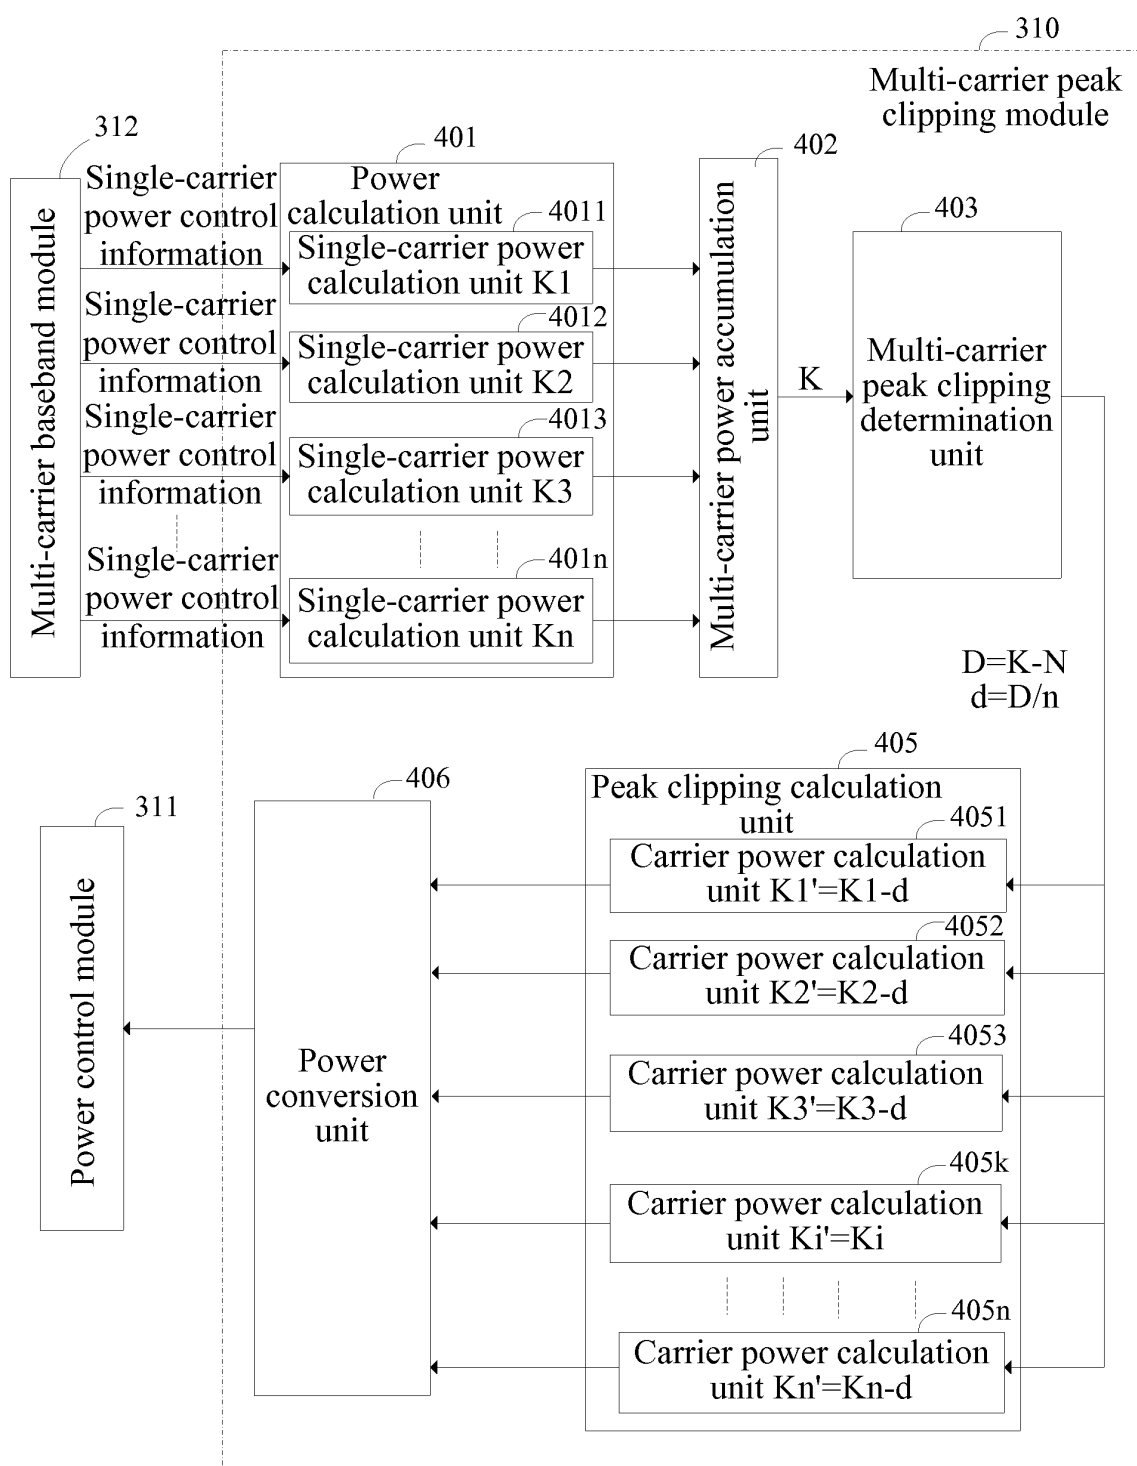 310
Multi-carrier peak
clipping module
312
401
402
403
Multi-carrier baseband module
Single-carrier
power control
information
Single-carrier
power control
information
Single-carrier
power control
information
Single-carrier
power control
information
Power
calculation unit
4011
Single-carrier power
calculation unit K1
4012
Single-carrier power
calculation unit K2
4013
Single-carrier power
calculation unit K3
401n
Single-carrier power
calculation unit Kn
Multi-carrier power accumulation
unit
K
Multi-carrier
peak clipping
determination
unit
D=K-N
d=D/n
405
Peak clipping calculation
unit
4051
Carrier power calculation
unit K1'=K1-d
4052
Carrier power calculation
unit K2'=K2-d
4053
Carrier power calculation
unit K3'=K3-d
405k
Carrier power calculation
unit Ki'=Ki
405n
Carrier power calculation
unit Kn'=Kn-d
406
Power
conversion
unit
311
Power control module